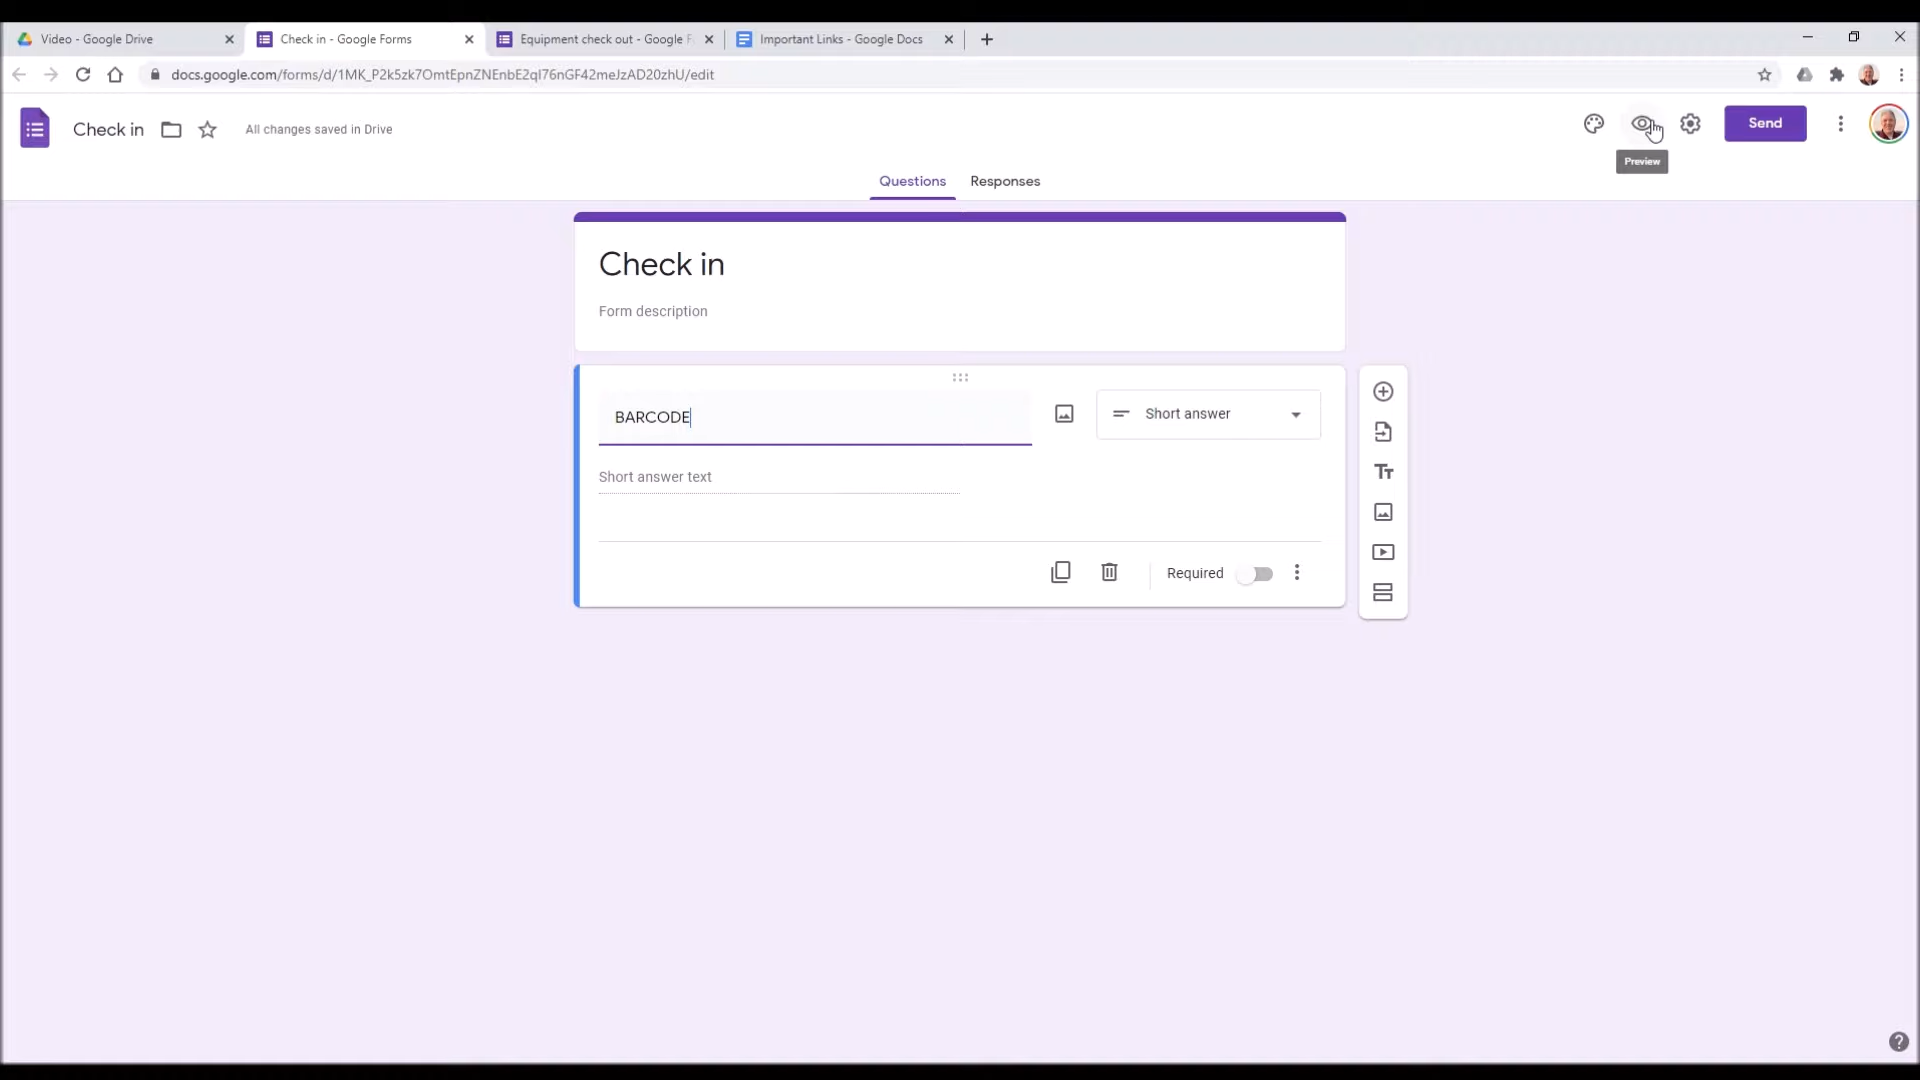 Video - Google Drive
Check in - Google Forms
Equipment check out - Google F
Important Links - Google Docs
docs.google.com/forms/d/1MK_P2k5zk7OmtEpnZNEnbE2qI76nGF42meJzAD20zhU/edit
Check in
All changes saved in Drive
Send
Preview
Questions
Responses
Check in
Form description
BARCODE
Short answer
Tт
Short answer text
Required
?